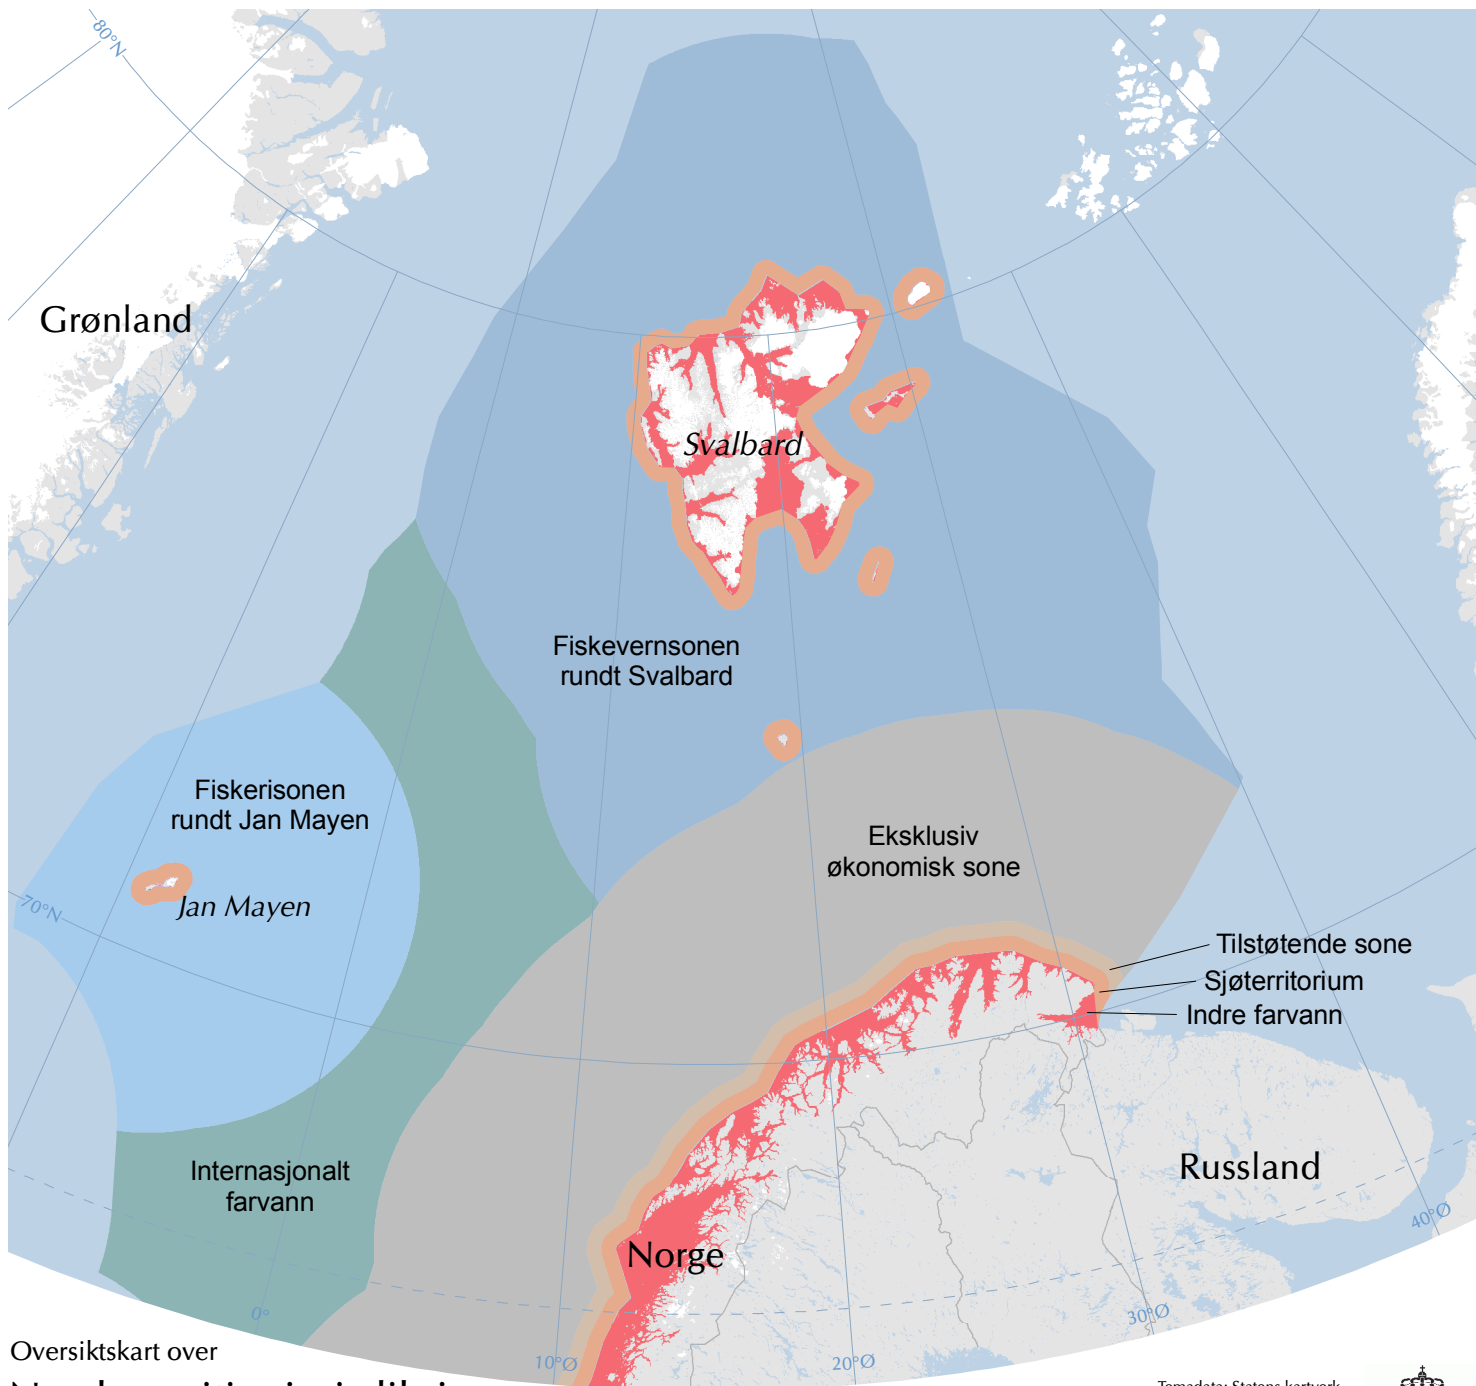 80°N
Grønland
Svalbard
Fiskevernsonen
rundt Svalbard
Fiskerisonen
rundt Jan Mayen
Eksklusiv
økonomisk sone
Jan Mayen
70°N
Tilstøtende sone
Sjøterritorium
Indre farvann
Internasjonalt
farvann
Russland
Norge
40°Ø
0°
30°Ø
10°Ø
20°Ø
Oversiktskart over